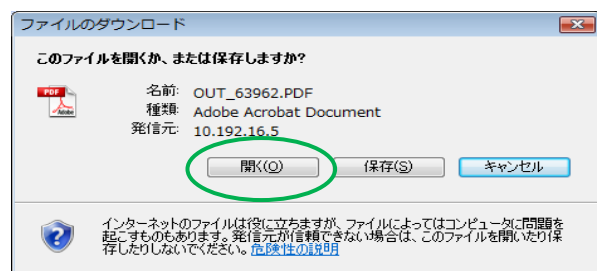 ファイルのダウンロード
このファイルを開くか、または保存しますか?
PDF
Adobe
名前: OUT_63962.PDF
種類: Adobe Acrobat Document
発信元: 10.192.16.5
開く(O) 保存(S) キャンセル
インターネットのファイルは役に立ちますが、ファイルによってはコンピュータに問題を
起こすものもあります。発信元が信頼できない場合は、このファイルを開いたり保
存したりしないでください。危険性の説明